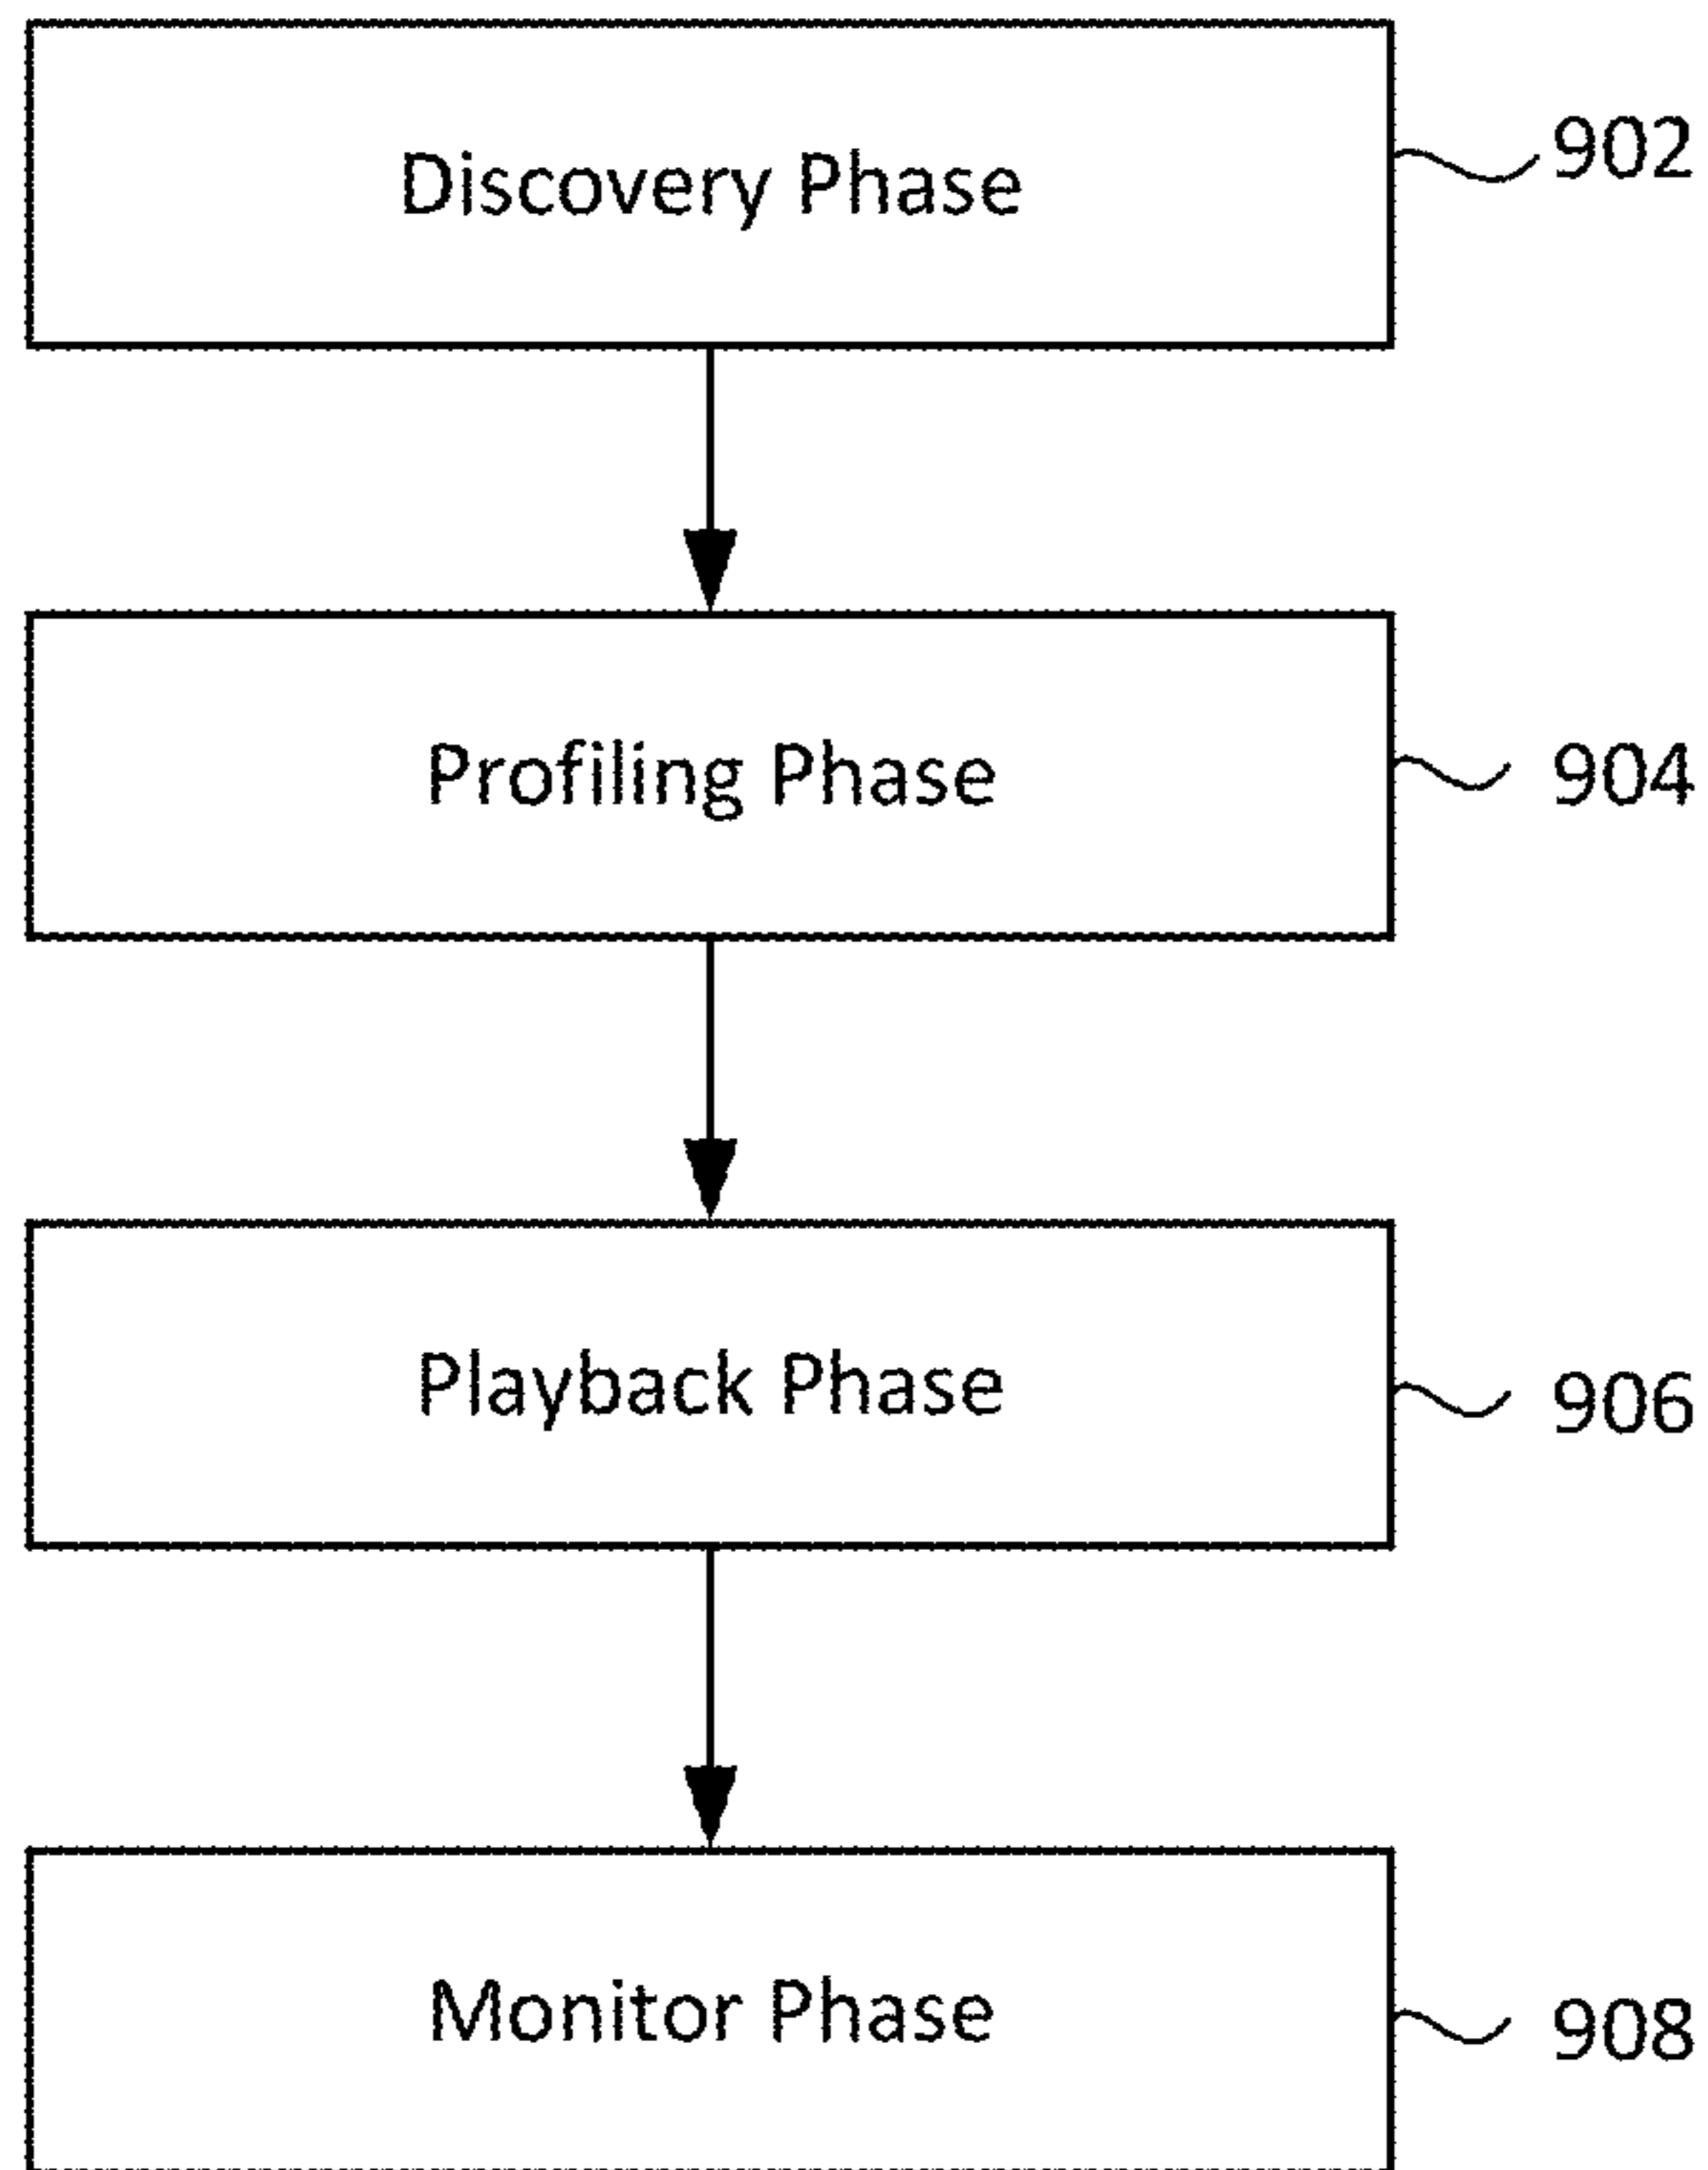 Discovery Phase
902
Profiling Phase
904
Playback Phase
906
Monitor Phase
908